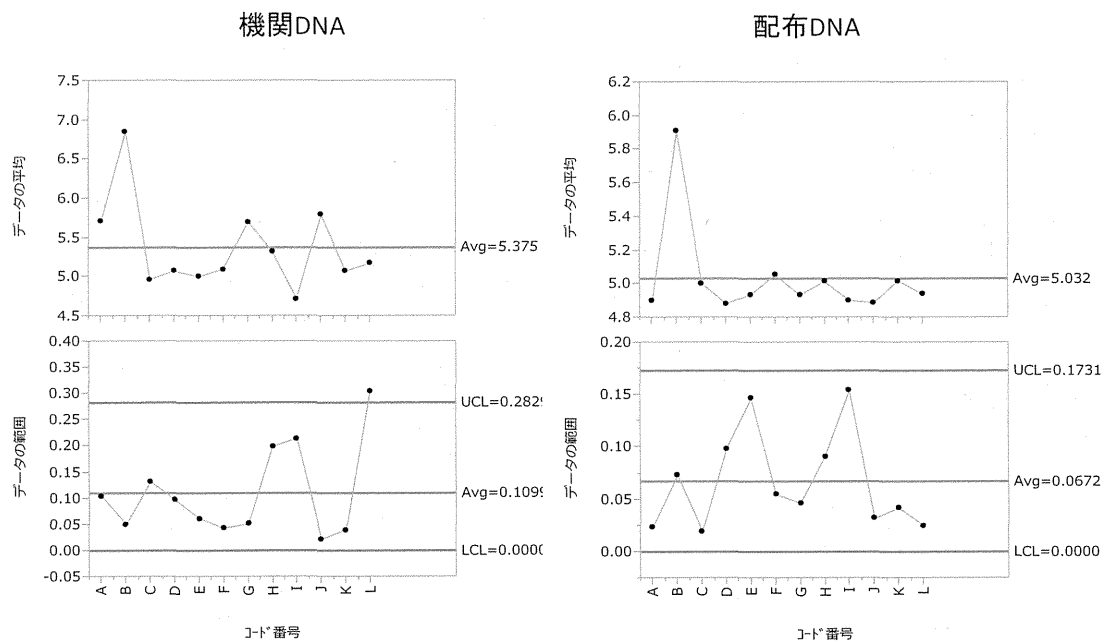 機関DNA
7.5
7.0
6.5
6.0
5.5
5.0
4.5
データの平均
Avg=5.375
0.40
0.35
0.30
0.25
0.20
0.15
0.10
0.05
0.00
-0.05
データの範囲
UCL=0.282
Avg=0.109
LCL=0.000
A B C D E F G H I J K L
コード番号
配布DNA
6.2
6.0
5.8
5.6
5.4
5.2
5.0
4.8
データの平均
Avg=5.032
0.20
0.15
0.10
0.05
0.00
データの範囲
UCL=0.1731
Avg=0.0672
LCL=0.0000
A B C D E F G H I J K L
コード番号